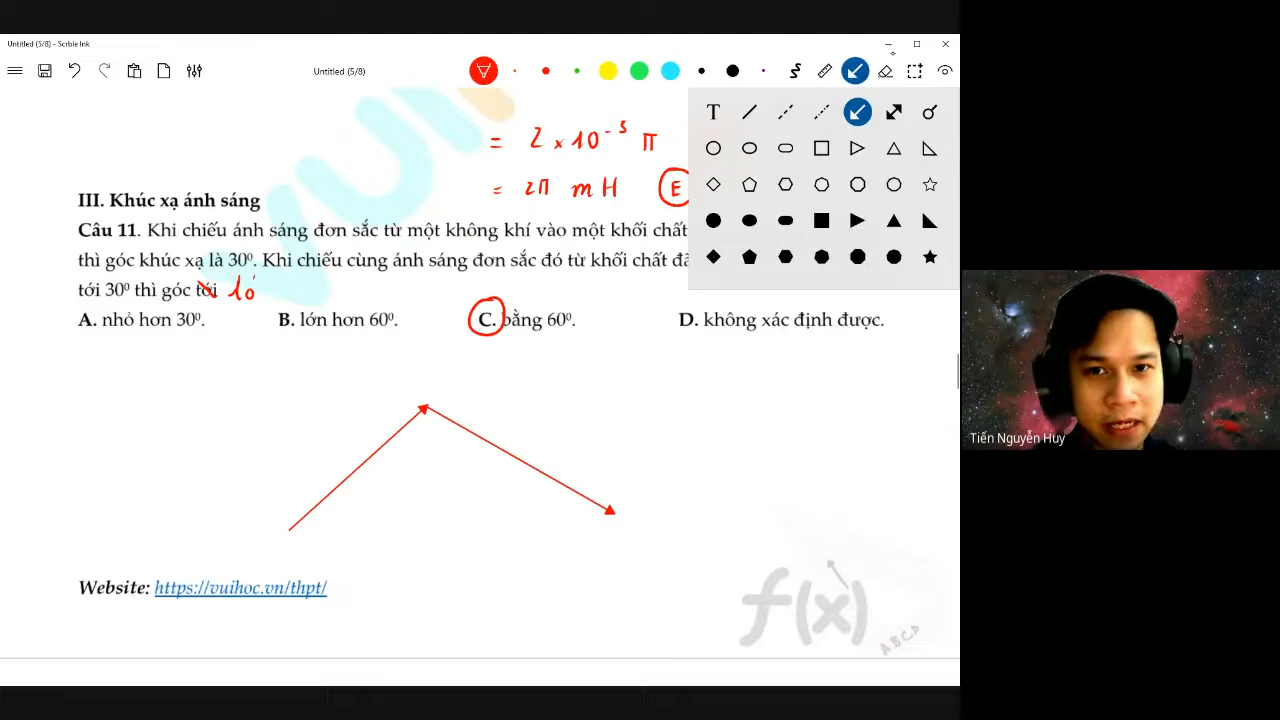 Untitled (5/8) - Scrble Ink
Untitled (5/8)
T
= 2 × 10⁻³ π
= 2π mH E
III. Khúc xạ ánh sáng
Câu 11. Khi chiếu ánh sáng đơn sắc từ một không khí vào một khối chất
thì góc khúc xạ là 30⁰. Khi chiếu cùng ánh sáng đơn sắc đó từ khối chất đã
tới 30⁰ thì góc tới ló
A. nhỏ hơn 30⁰. B. lớn hơn 60⁰. C. bằng 60⁰. D. không xác định được.
Tiến Nguyễn Huy
Website: https://vuihoc.vn/thpt/
f(x)
ABCD